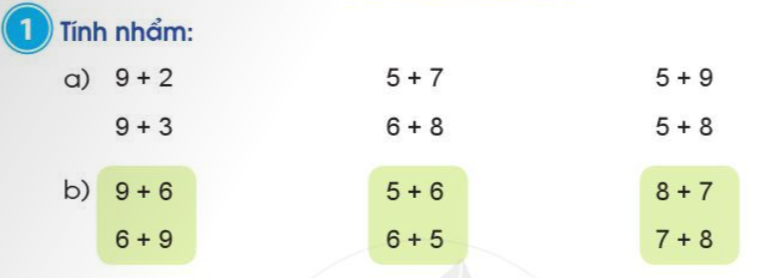 1 Tính nhẩm:
a) 9 + 2 5 + 7 5 + 9
9 + 3 6 + 8 5 + 8
b) 9 + 6 5 + 6 8 + 7
6 + 9 6 + 5 7 + 8